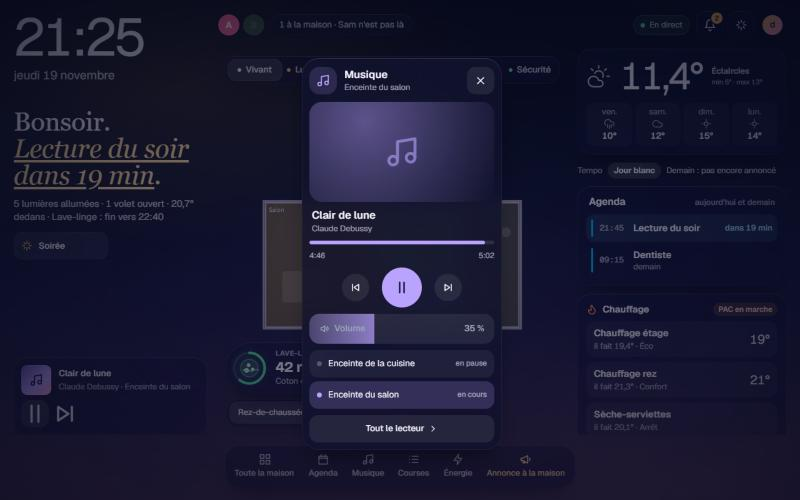 21:25
jeudi 19 novembre
Bonsoir.
Lecture du soir
dans 19 min.
5 lumières allumées · 1 volet ouvert · 20,7°
dedans · Lave-linge : fin vers 22:40
Soirée
Clair de lune
Claude Debussy · Enceinte du salon
A
1 à la maison · Sam n'est pas là
Vivant
Sécurité
Salon
LAVE-L
42 r
Coton
Rez-de-chaussé
Musique
Enceinte du salon
Clair de lune
Claude Debussy
4:46
5:02
Volume
35 %
Enceinte de la cuisine
en pause
Enceinte du salon
en cours
Tout le lecteur
Toute la maison
Agenda
Musique
Courses
Énergie
Annonce à la maison
En direct
2
d
11,4°
Éclaircies
min 5° · max 13°
ven.
sam.
dim.
lun.
10°
12°
15°
14°
Tempo
Jour blanc
Demain : pas encore annoncé
Agenda
aujourd'hui et demain
21:45
Lecture du soir
dans 19 min
09:15
Dentiste
demain
Chauffage
PAC en marche
Chauffage étage
il fait 19,4° · Éco
19°
Chauffage rez
il fait 21,3° · Confort
21°
Sèche-serviettes
il fait 20,1° · Arrêt